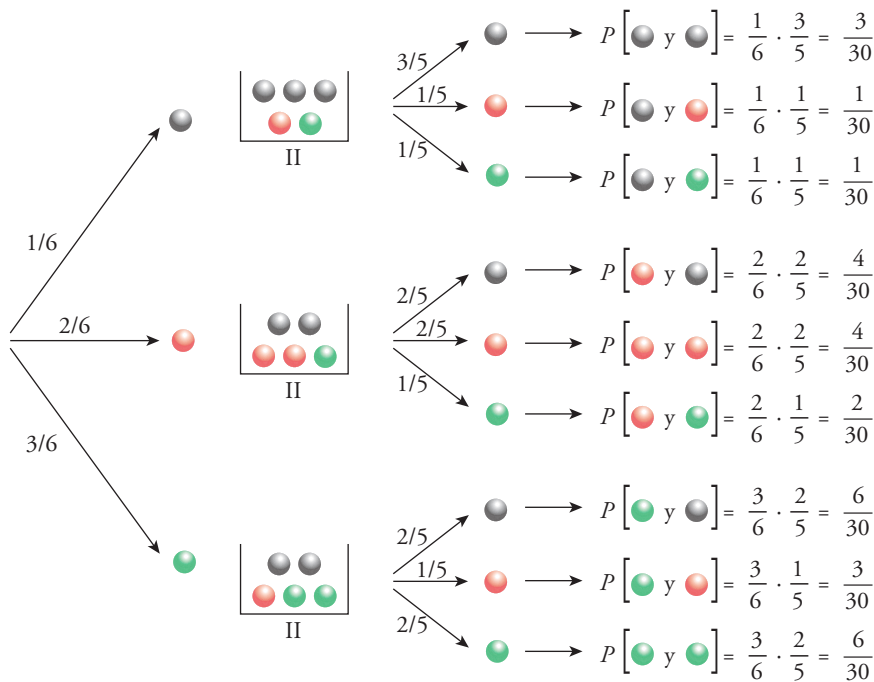 1/6
2/6
3/6
II
3/5
1/5
1/5
P [ y ] = 1/6 · 3/5 = 3/30
P [ y ] = 1/6 · 1/5 = 1/30
P [ y ] = 1/6 · 1/5 = 1/30
II
2/5
2/5
1/5
P [ y ] = 2/6 · 2/5 = 4/30
P [ y ] = 2/6 · 2/5 = 4/30
P [ y ] = 2/6 · 1/5 = 2/30
II
2/5
1/5
2/5
P [ y ] = 3/6 · 2/5 = 6/30
P [ y ] = 3/6 · 1/5 = 3/30
P [ y ] = 3/6 · 2/5 = 6/30